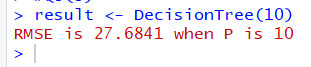 > result <- DecisionTree(10)
RMSE is 27.6841 when P is 10
>